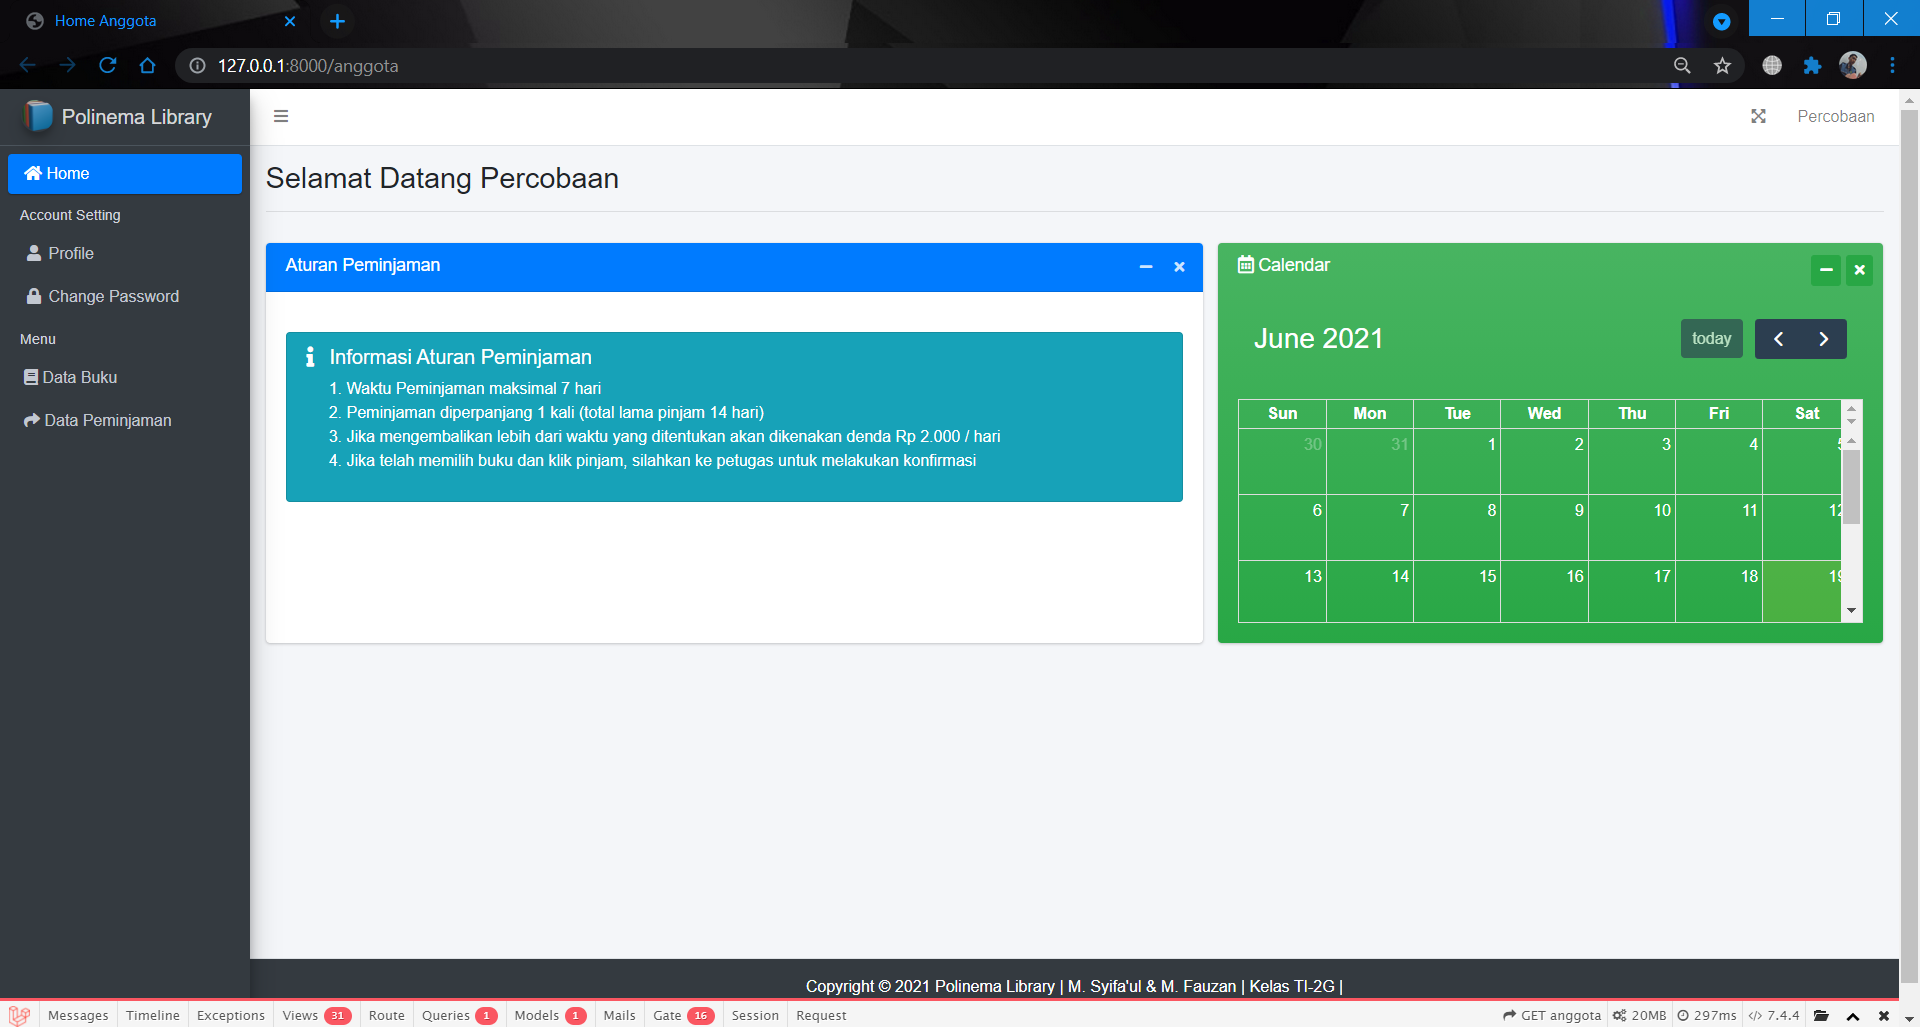 Home Anggota
127.0.0.1:8000/anggota
Polinema Library
Percobaan
Home
Account Setting
Profile
Change Password
Menu
Data Buku
Data Peminjaman
Selamat Datang Percobaan
Aturan Peminjaman
Informasi Aturan Peminjaman
1. Waktu Peminjaman maksimal 7 hari
2. Peminjaman diperpanjang 1 kali (total lama pinjam 14 hari)
3. Jika mengembalikan lebih dari waktu yang ditentukan akan dikenakan denda Rp 2.000 / hari
4. Jika telah memilih buku dan klik pinjam, silahkan ke petugas untuk melakukan konfirmasi
Calendar
June 2021
today
Sun Mon Tue Wed Thu Fri Sat
30 31 1 2 3 4 5
6 7 8 9 10 11 12
13 14 15 16 17 18 19
Copyright © 2021 Polinema Library | M. Syifa'ul & M. Fauzan | Kelas TI-2G |
Messages Timeline Exceptions Views 31 Route Queries 1 Models 1 Mails Gate 16 Session Request GET anggota 20MB 297ms 7.4.4